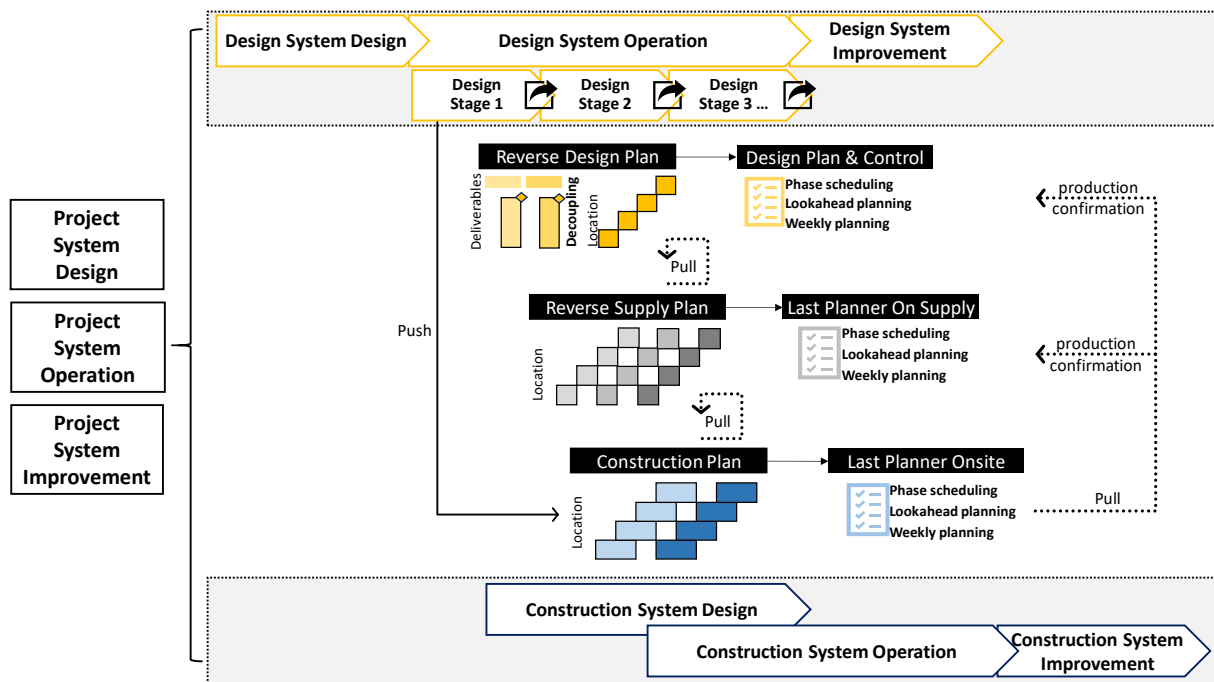 Design System Design
Design System Operation
Design System
Improvement
Design
Stage 1
Design
Stage 2
Design
Stage 3 ...
Project
System
Design
Project
System
Operation
Project
System
Improvement
Push
Reverse Design Plan
Design Plan & Control
Deliverables
Decoupling
Location
Phase scheduling
Lookahead planning
Weekly planning
production
confirmation
Pull
Reverse Supply Plan
Last Planner On Supply
Location
Phase scheduling
Lookahead planning
Weekly planning
production
confirmation
Pull
Construction Plan
Last Planner Onsite
Location
Phase scheduling
Lookahead planning
Weekly planning
Pull
Construction System Design
Construction System Operation
Construction System
Improvement